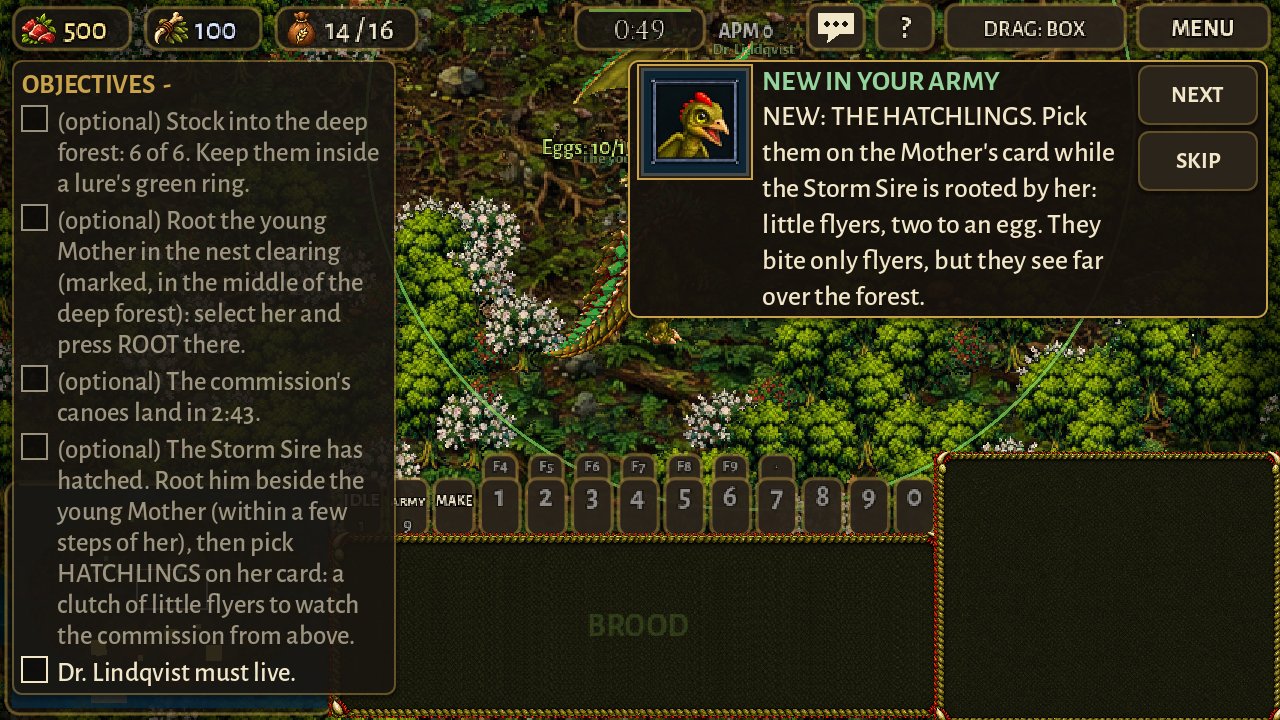 500
100
14/16
0:49
APM 0
Dr. Lindqvist
?
DRAG: BOX
MENU
OBJECTIVES -
(optional) Stock into the deep
forest: 6 of 6. Keep them inside
a lure's green ring.
(optional) Root the young
Mother in the nest clearing
(marked, in the middle of the
deep forest): select her and
press ROOT there.
(optional) The commission's
canoes land in 2:43.
(optional) The Storm Sire has
hatched. Root him beside the
young Mother (within a few
steps of her), then pick
HATCHLINGS on her card: a
clutch of little flyers to watch
the commission from above.
Dr. Lindqvist must live.
Eggs: 10/1
NEW IN YOUR ARMY
NEW: THE HATCHLINGS. Pick
them on the Mother's card while
the Storm Sire is rooted by her:
little flyers, two to an egg. They
bite only flyers, but they see far
over the forest.
NEXT
SKIP
F4 F5 F6 F7 F8 F9
IDLE ARMY MAKE 1 2 3 4 5 6 7 8 9 0
1 9
BROOD